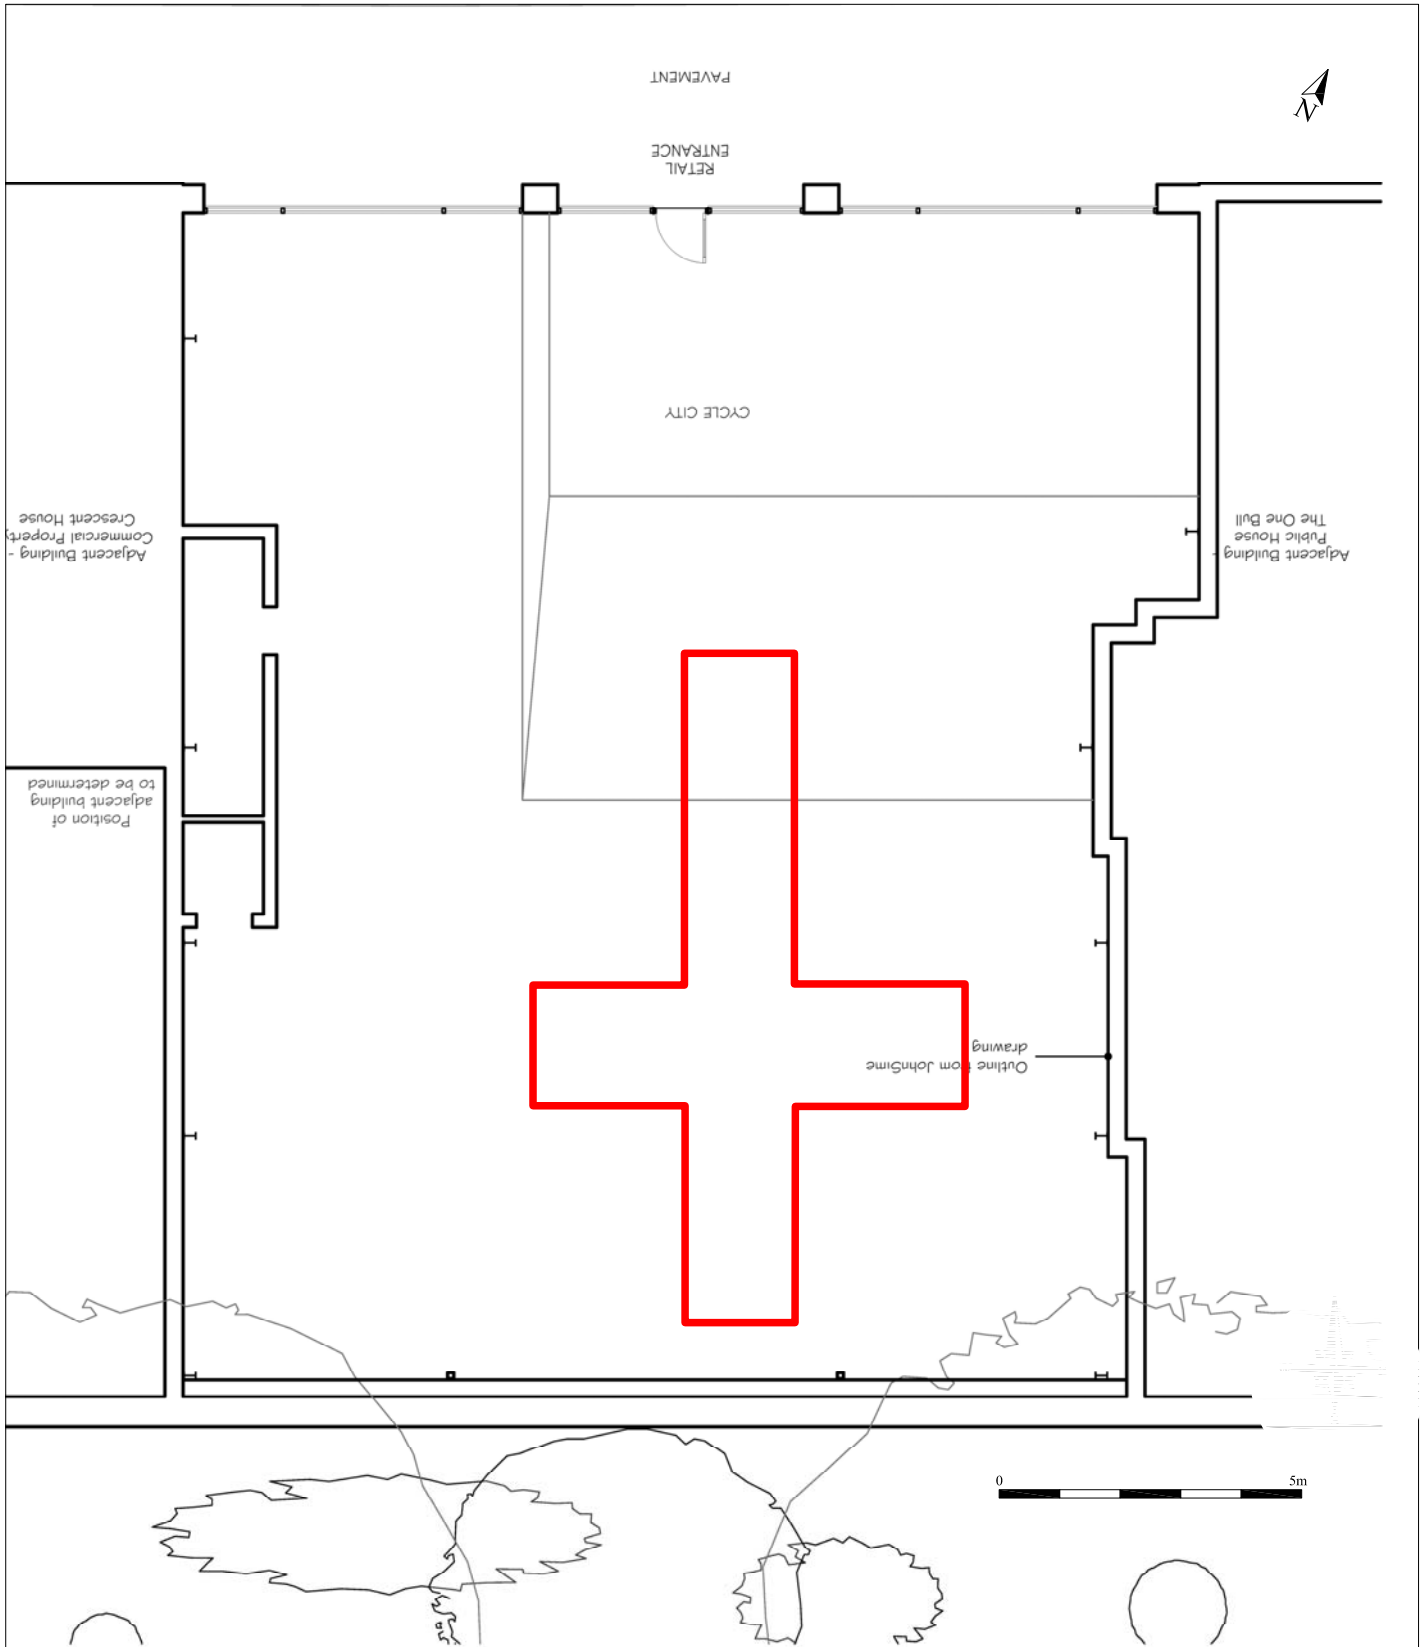 PAVEMENT
RETAIL
ENTRANCE
N
CYCLE CITY
Adjacent Building -
Commercial Property
Crescent House
Adjacent Building -
Public House
The One Bull
Position of
adjacent building
to be determined
Outline from JohnSime
drawing
0 5m